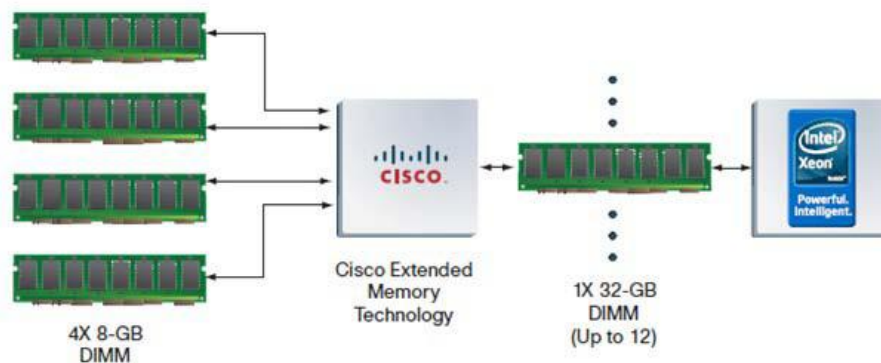 4X 8-GB
DIMM
CISCO.
Cisco Extended
Memory
Technology
1X 32-GB
DIMM
(Up to 12)
intel
Xeon
Powerful.
Intelligent.